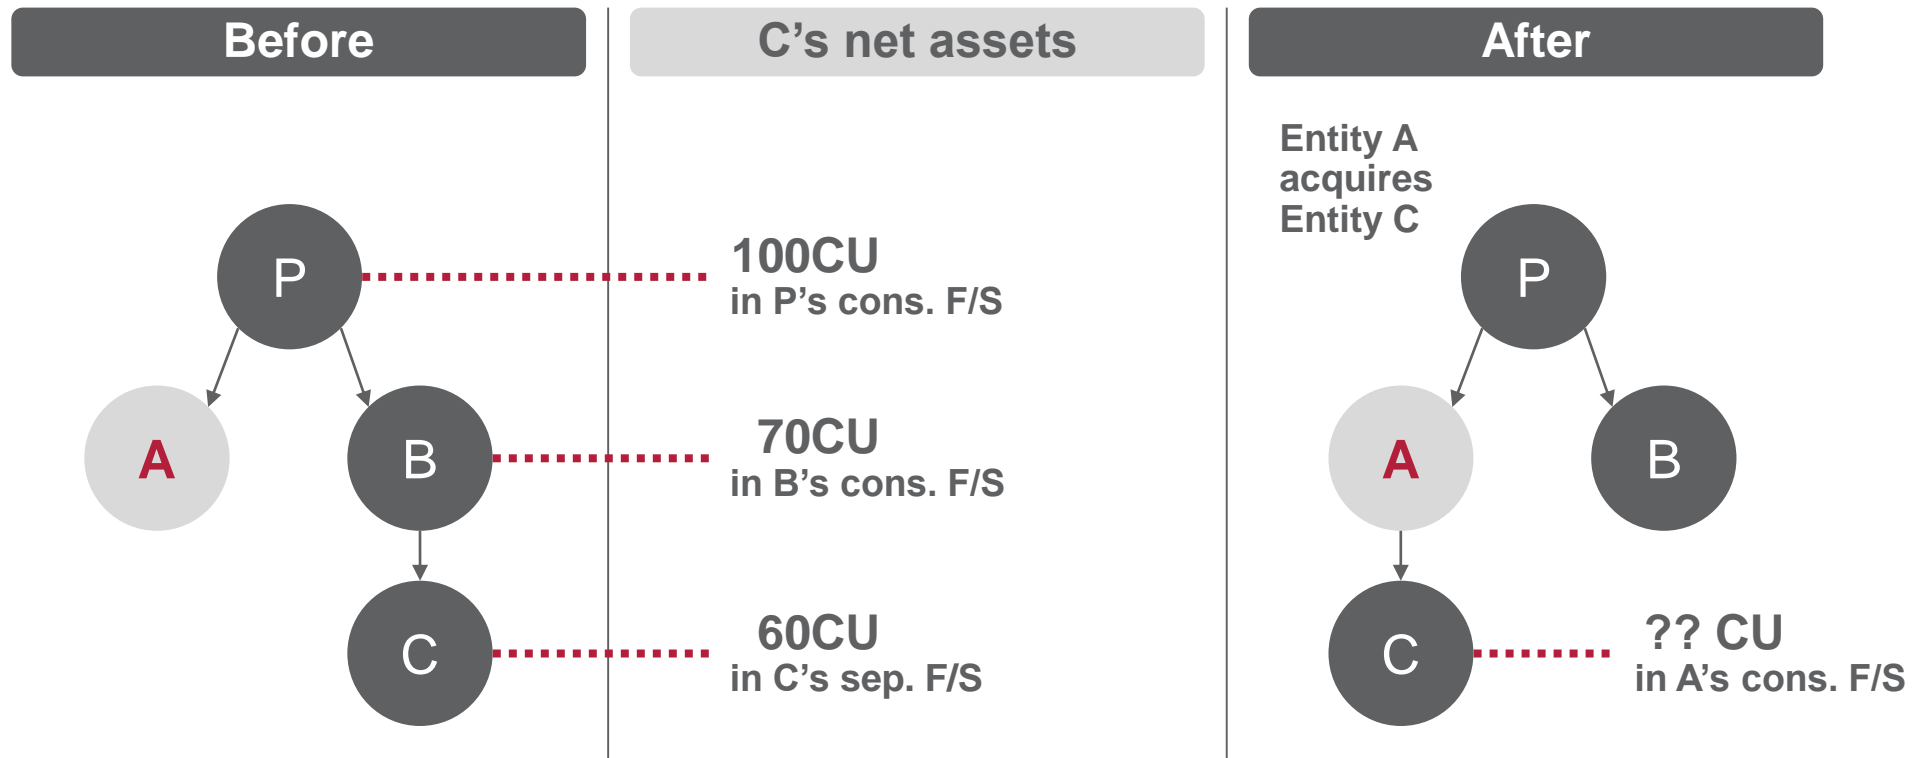 Before
C's net assets
After
Entity A
acquires
Entity C
P
100CU
in P's cons. F/S
P
A
B
70CU
in B's cons. F/S
A
B
C
60CU
in C's sep. F/S
C
?? CU
in A's cons. F/S